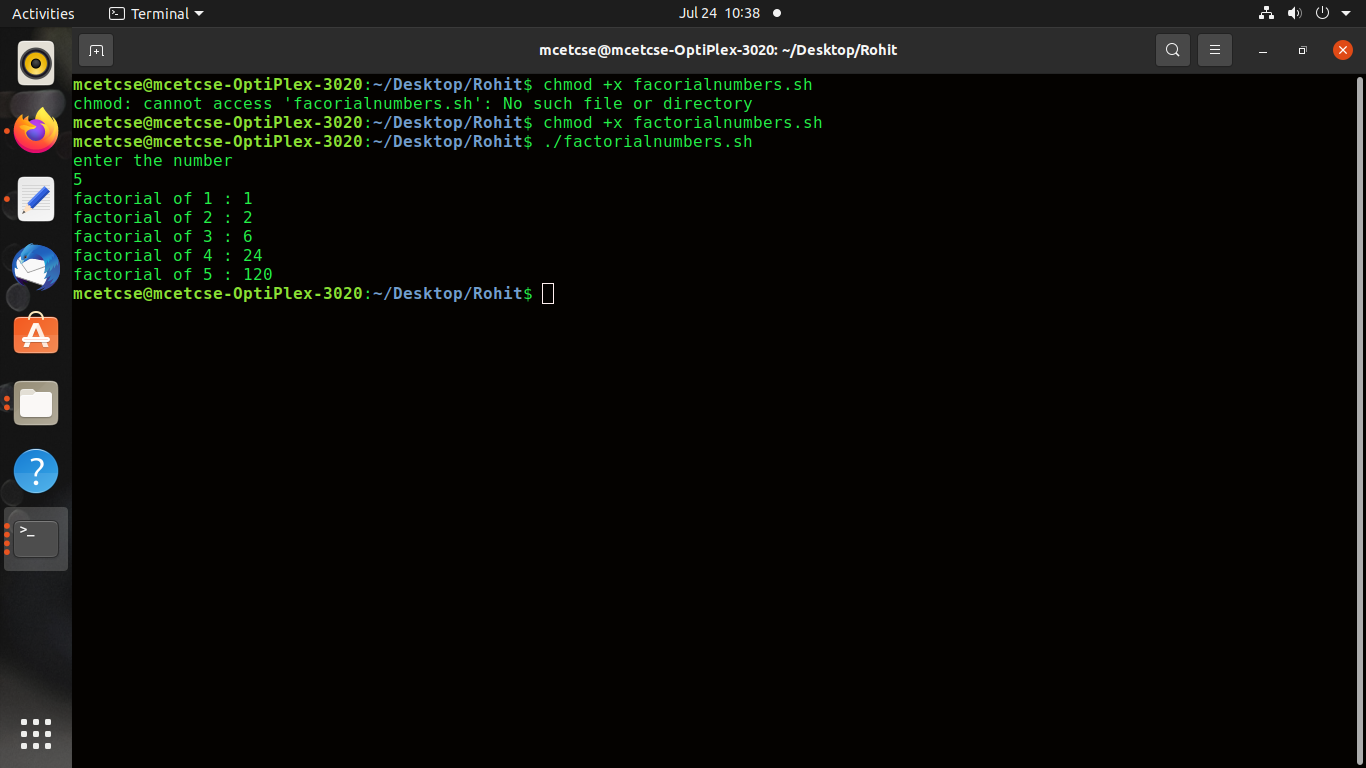 Activities Terminal Jul 24 10:38
mcetcse@mcetcse-OptiPlex-3020: ~/Desktop/Rohit
mcetcse@mcetcse-OptiPlex-3020:~/Desktop/Rohit$ chmod +x facorialnumbers.sh
chmod: cannot access 'facorialnumbers.sh': No such file or directory
mcetcse@mcetcse-OptiPlex-3020:~/Desktop/Rohit$ chmod +x factorialnumbers.sh
mcetcse@mcetcse-OptiPlex-3020:~/Desktop/Rohit$ ./factorialnumbers.sh
enter the number
5
factorial of 1 : 1
factorial of 2 : 2
factorial of 3 : 6
factorial of 4 : 24
factorial of 5 : 120
mcetcse@mcetcse-OptiPlex-3020:~/Desktop/Rohit$